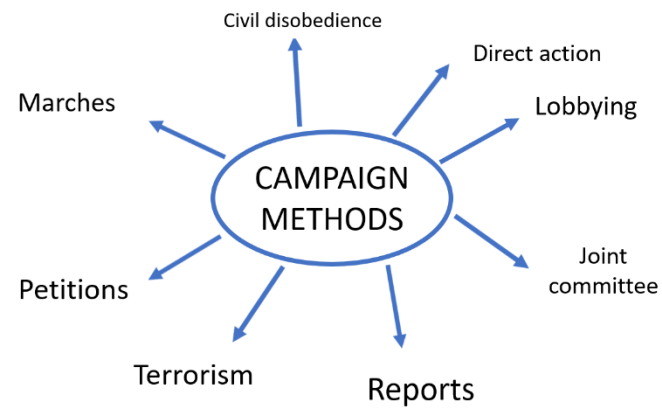 Civil disobedience
Direct action
Marches
Lobbying
CAMPAIGN
METHODS
Joint
committee
Petitions
Terrorism
Reports